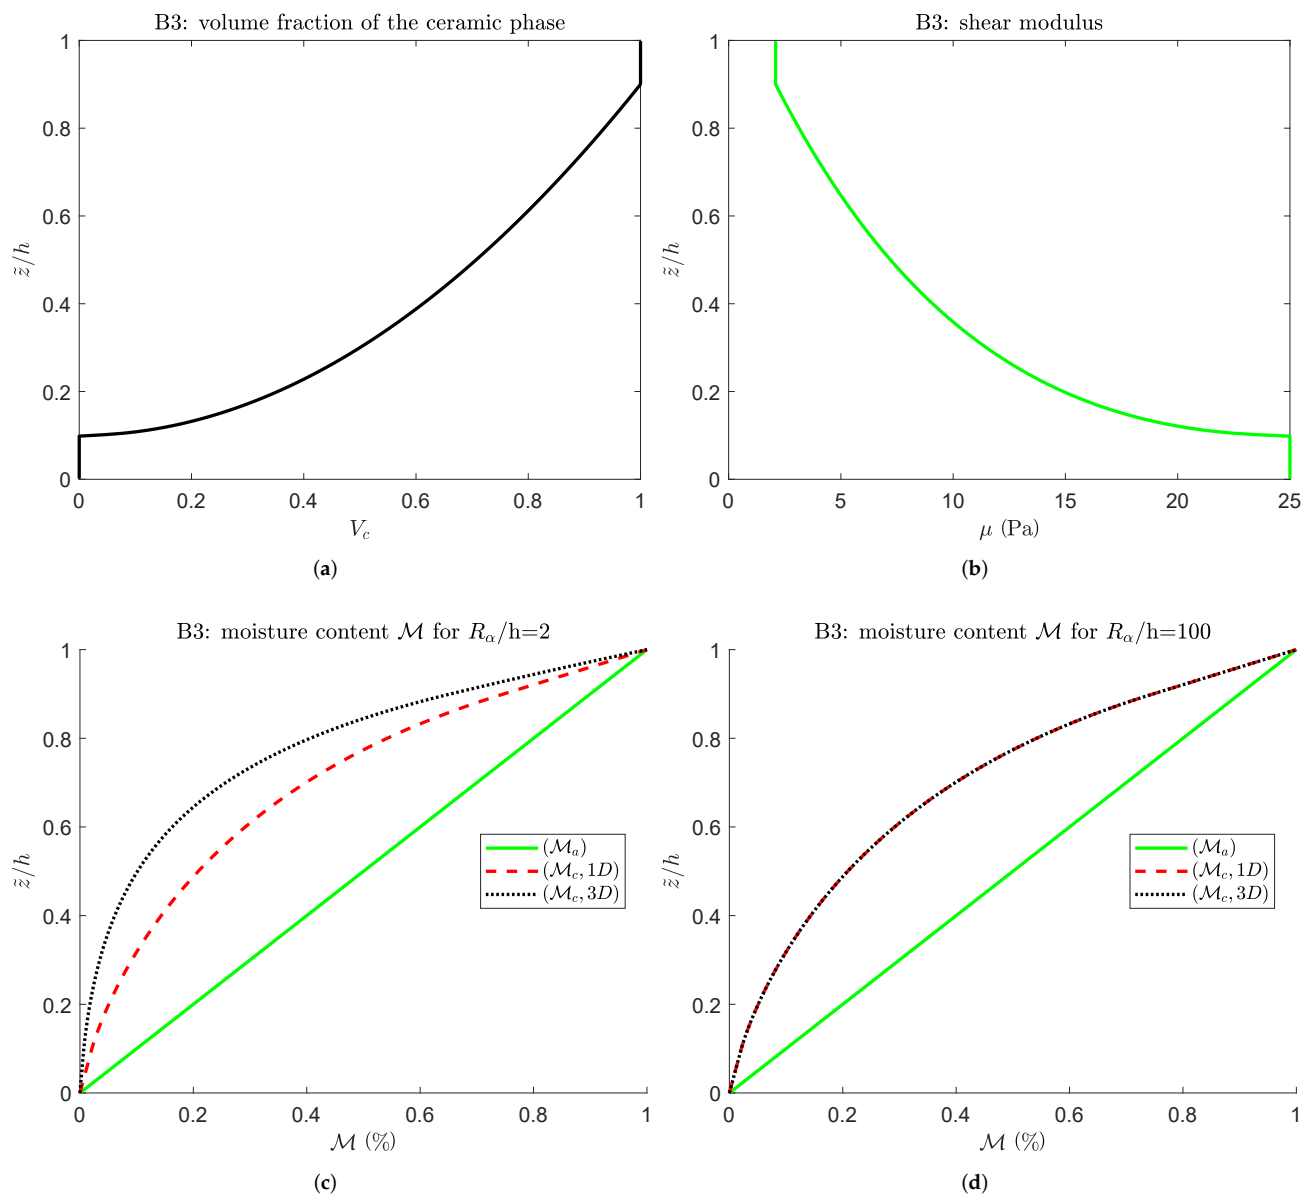 B3: volume fraction of the ceramic phase
1
0.8
0.6
0.4
0.2
0
z̃/h
0 0.2 0.4 0.6 0.8 1
V_c
(a)
B3: shear modulus
1
0.8
0.6
0.4
0.2
0
z̃/h
0 5 10 15 20 25
μ (Pa)
(b)
B3: moisture content ℳ for R_α/h=2
1
0.8
0.6
0.4
0.2
0
z̃/h
(ℳ_a)
(ℳ_c, 1D)
(ℳ_c, 3D)
0 0.2 0.4 0.6 0.8 1
ℳ (%)
(c)
B3: moisture content ℳ for R_α/h=100
1
0.8
0.6
0.4
0.2
0
z̃/h
(ℳ_a)
(ℳ_c, 1D)
(ℳ_c, 3D)
0 0.2 0.4 0.6 0.8 1
ℳ (%)
(d)